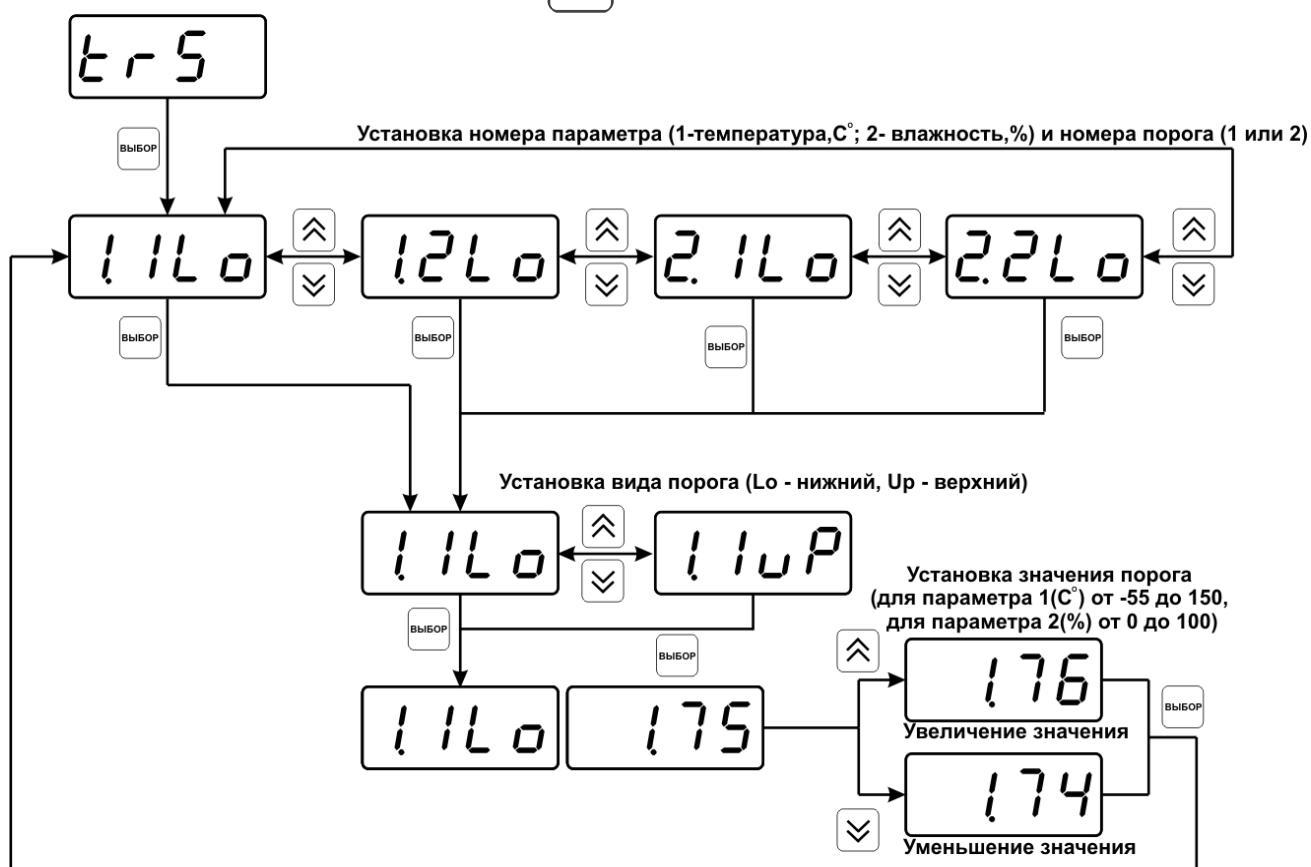 trS
ВЫБОР
Установка номера параметра (1-температура,С°; 2- влажность,%) и номера порога (1 или 2)
1.1Lo
1.2Lo
2.1Lo
2.2Lo
ВЫБОР
ВЫБОР
ВЫБОР
ВЫБОР
Установка вида порога (Lo - нижний, Up - верхний)
1.1Lo
1.1uP
Установка значения порога
(для параметра 1(С°) от -55 до 150,
для параметра 2(%) от 0 до 100)
ВЫБОР
ВЫБОР
1.1Lo
1.75
1.76
Увеличение значения
ВЫБОР
1.74
Уменьшение значения